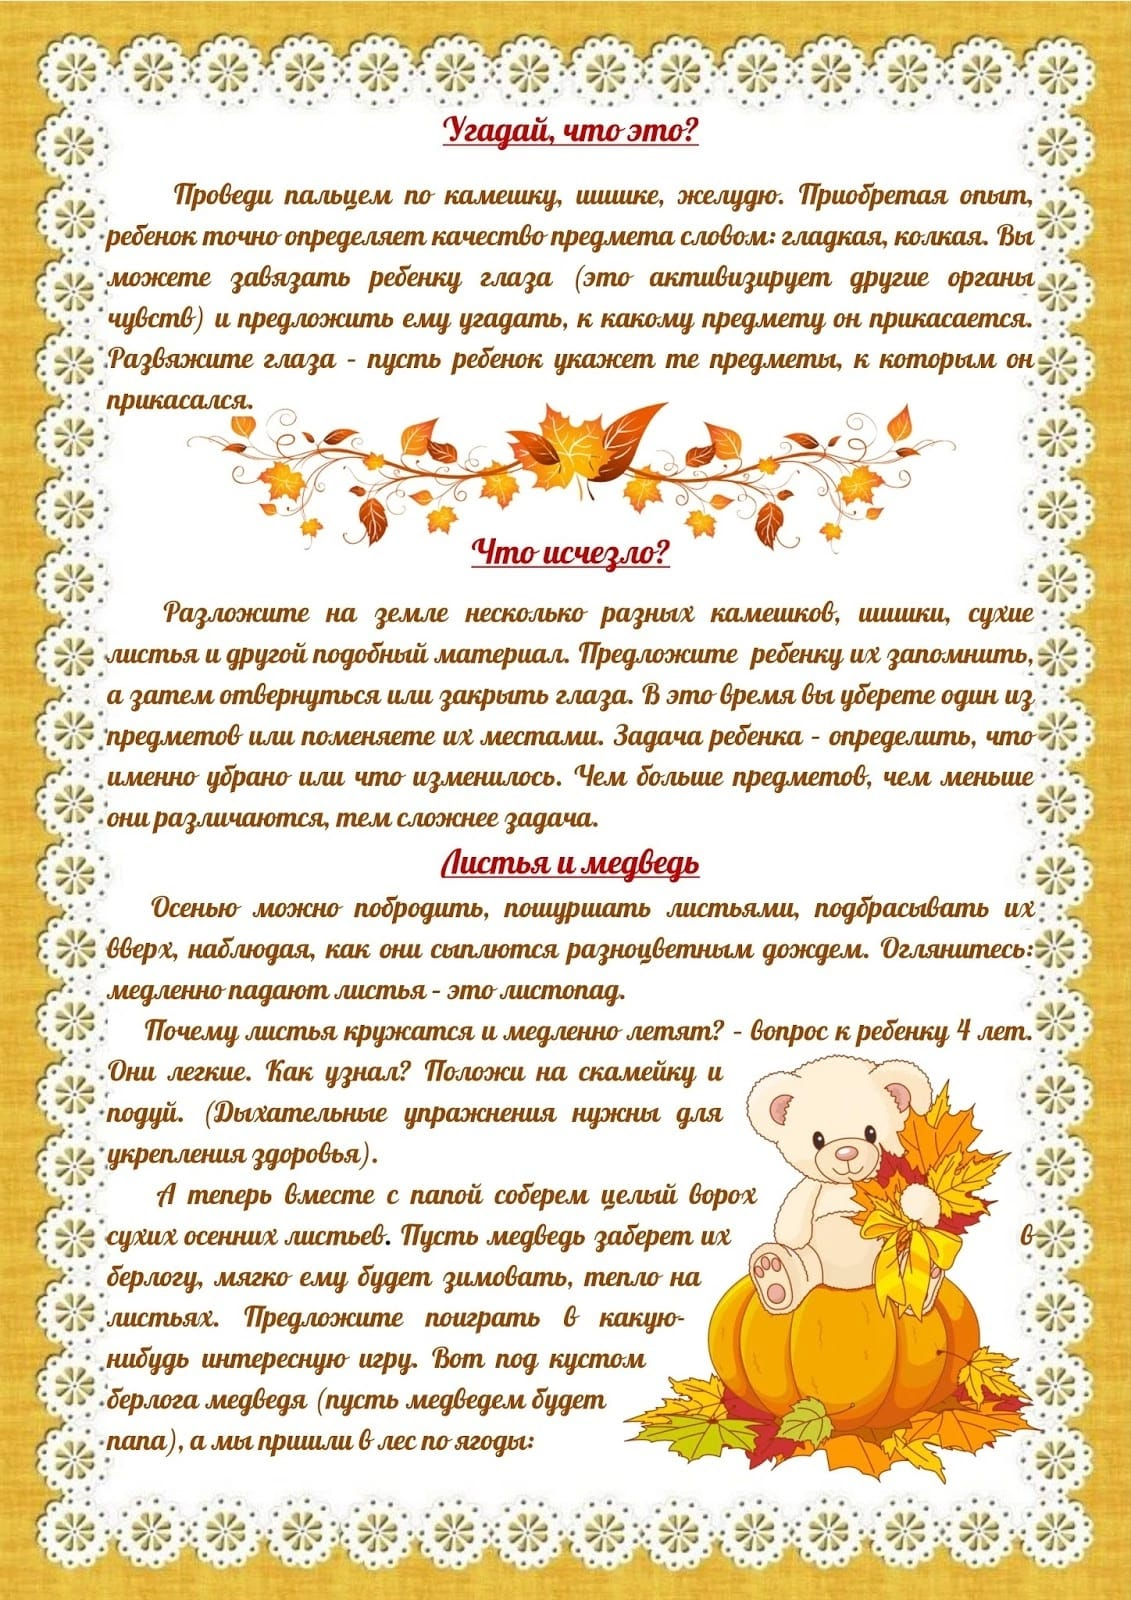 Угадай, что это?
Проведи пальцем по камешку, шишке, желудю. Приобретая опыт,
ребенок точно определяет качество предмета словом: гладкая, колкая. Вы
можете завязать ребенку глаза (это активизирует другие органы
чувств) и предложить ему угадать, к какому предмету он прикасается.
Развяжите глаза – пусть ребенок укажет те предметы, к которым он
прикасался.
Что исчезло?
Разложите на земле несколько разных камешков, шишки, сухие
листья и другой подобный материал. Предложите ребенку их запомнить,
а затем отвернуться или закрыть глаза. В это время вы уберете один из
предметов или поменяете их местами. Задача ребенка – определить, что
именно убрано или что изменилось. Чем больше предметов, чем меньше
они различаются, тем сложнее задача.
Листья и медведь
Осенью можно побродить, пошуршать листьями, подбрасывать их
вверх, наблюдая, как они сыплются разноцветным дождем. Оглянитесь:
медленно падают листья – это листопад.
Почему листья кружатся и медленно летят? – вопрос к ребенку 4 лет.
Они легкие. Как узнал? Положи на скамейку и
подуй. (Дыхательные упражнения нужны для
укрепления здоровья).
А теперь вместе с папой соберем целый ворох
сухих осенних листьев. Пусть медведь заберет их в
берлогу, мягко ему будет зимовать, тепло на
листьях. Предложите поиграть в какую-
нибудь интересную игру. Вот под кустом
берлога медведя (пусть медведем будет
папа), а мы пришли в лес по ягоды: